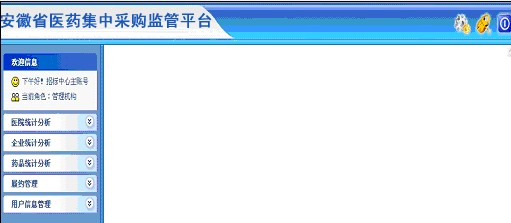 安徽省医药集中采购监管平台
欢迎信息
下午好！招标中心主账号
当前角色：管理机构
医院统计分析
企业统计分析
药品统计分析
履约管理
用户信息管理